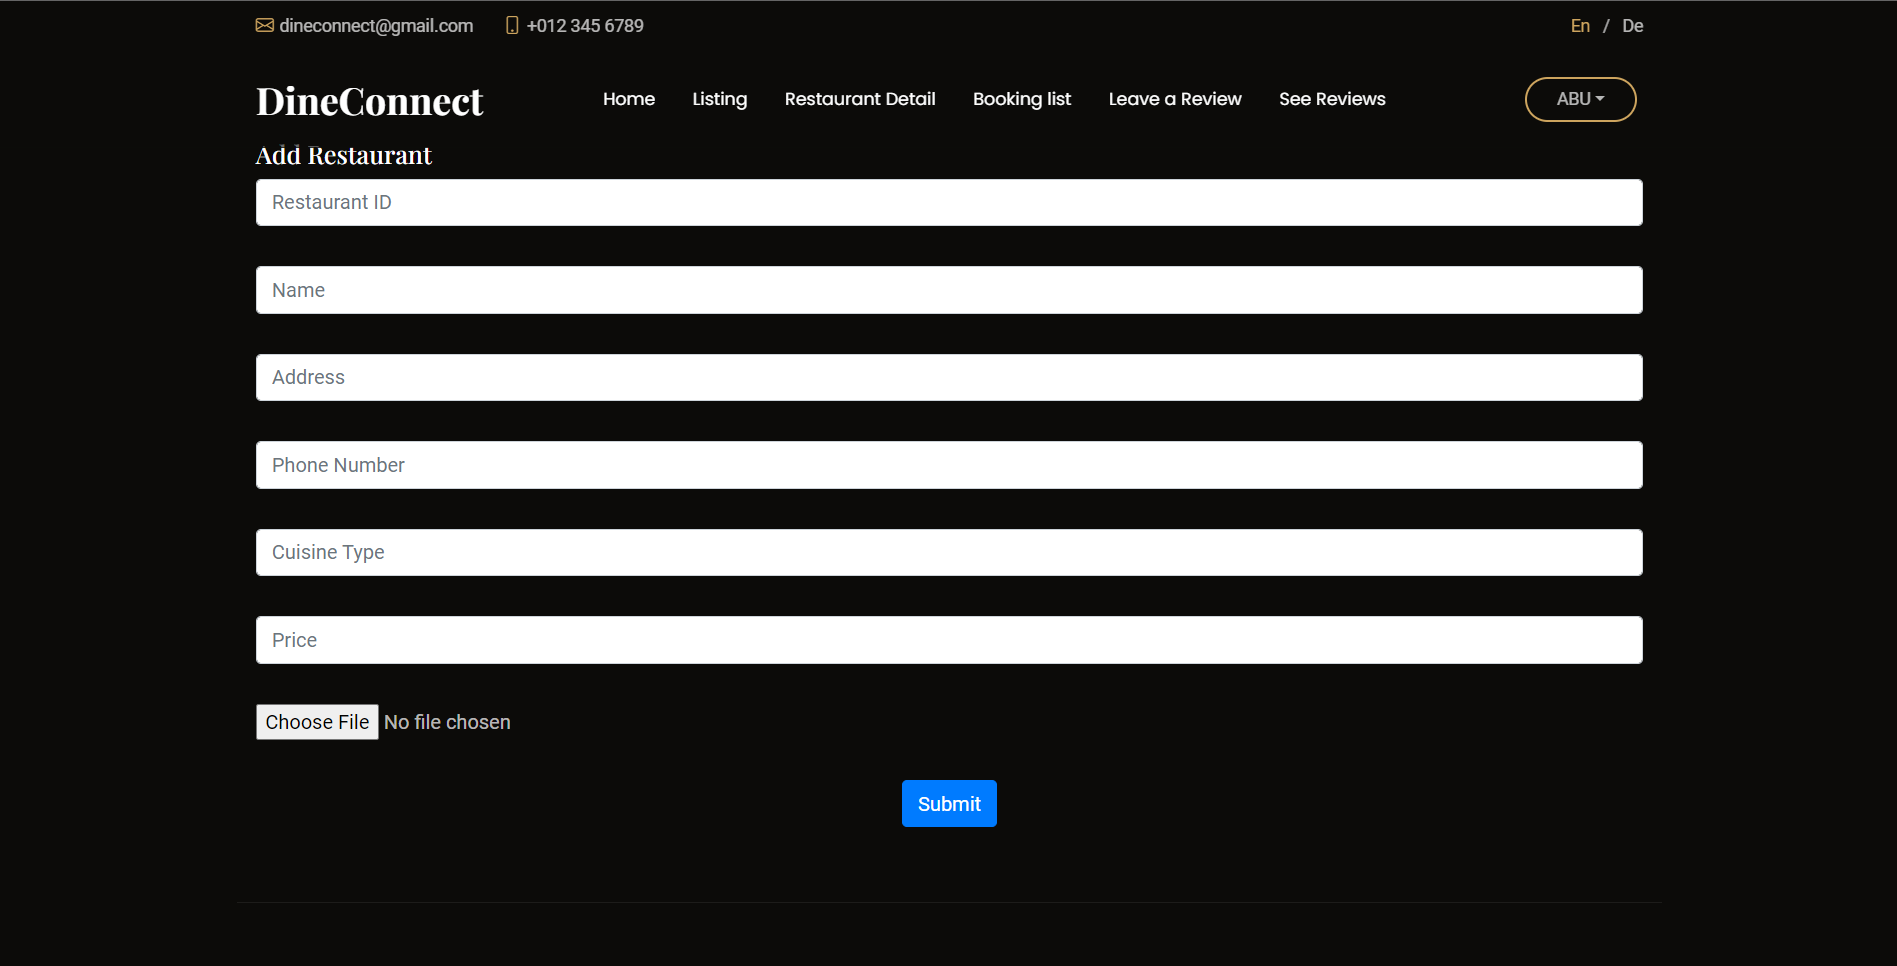 dineconnect@gmail.com +012 345 6789 En / De
DineConnect Home Listing Restaurant Detail Booking list Leave a Review See Reviews ABU
Add Restaurant
Restaurant ID
Name
Address
Phone Number
Cuisine Type
Price
Choose File No file chosen
Submit